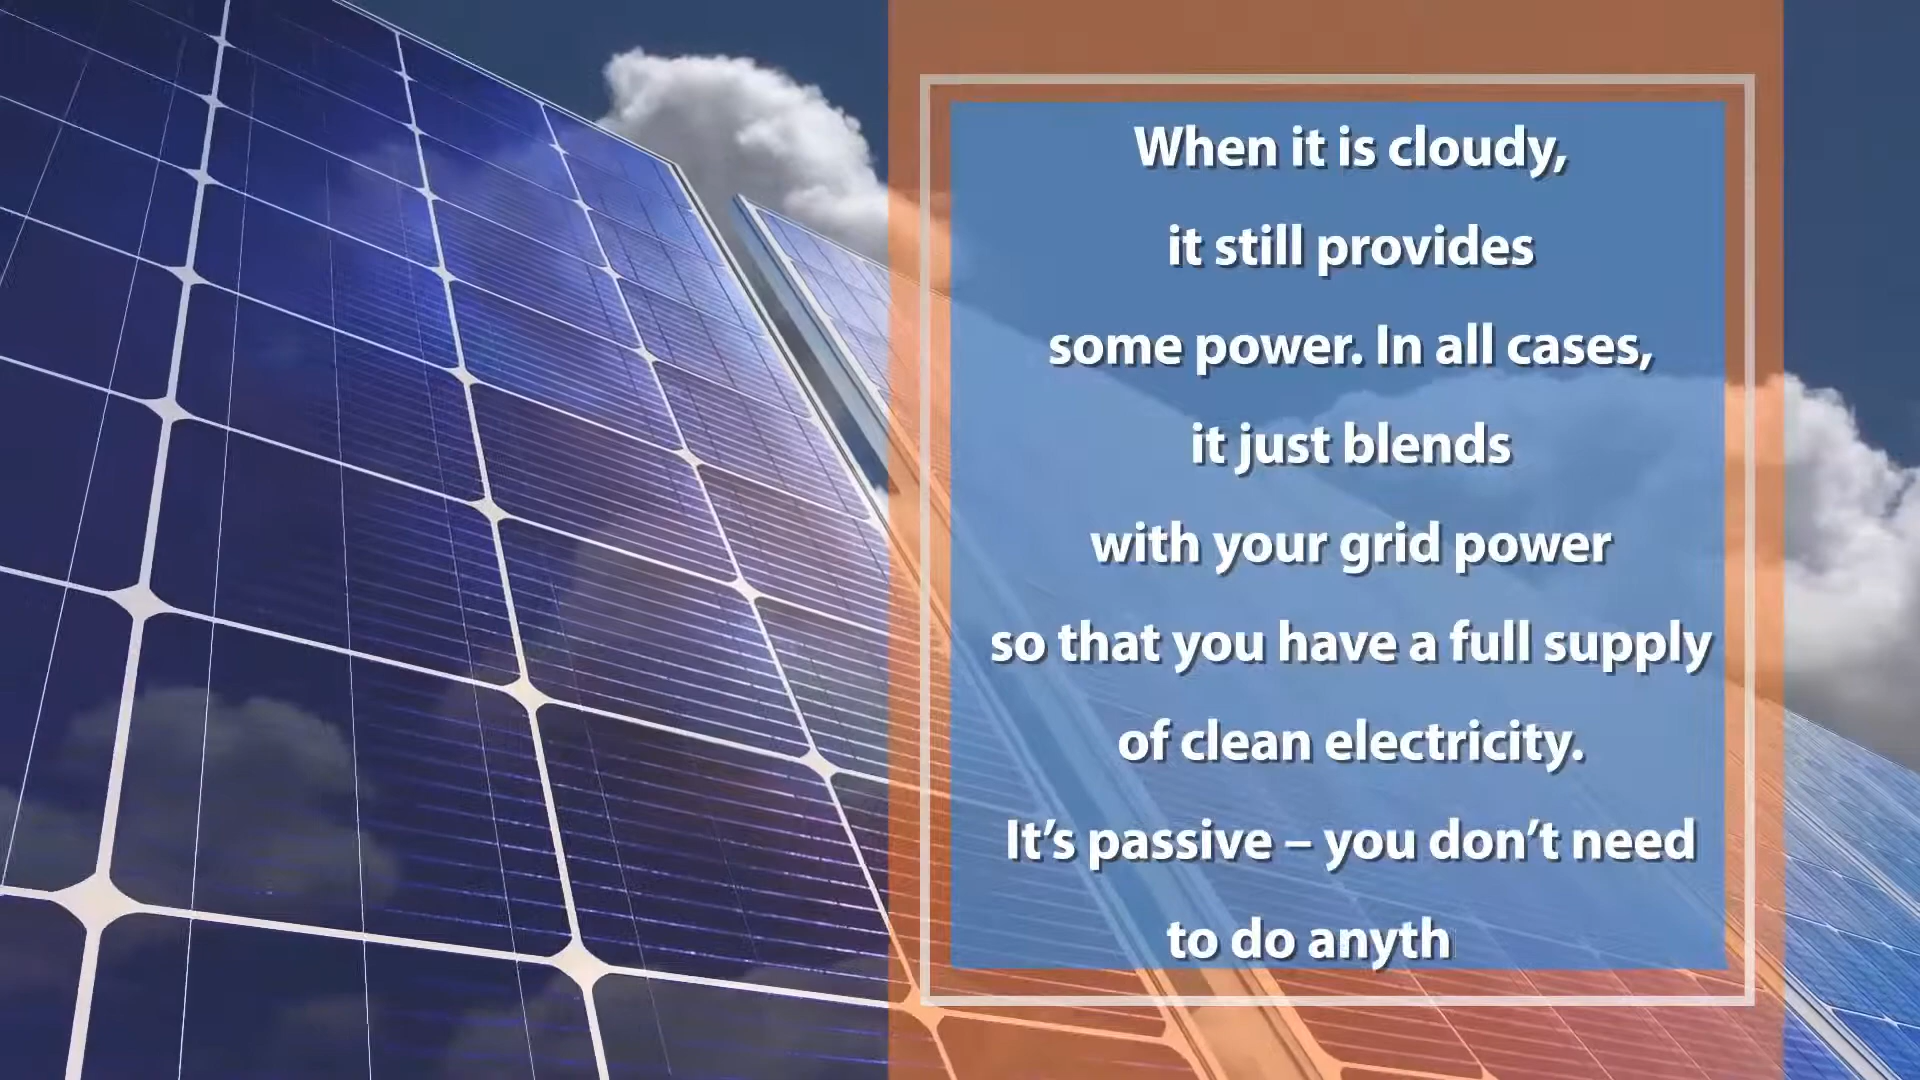 When it is cloudy,
it still provides
some power. In all cases,
it just blends
with your grid power
so that you have a full supply
of clean electricity.
It’s passive – you don’t need
to do anyth